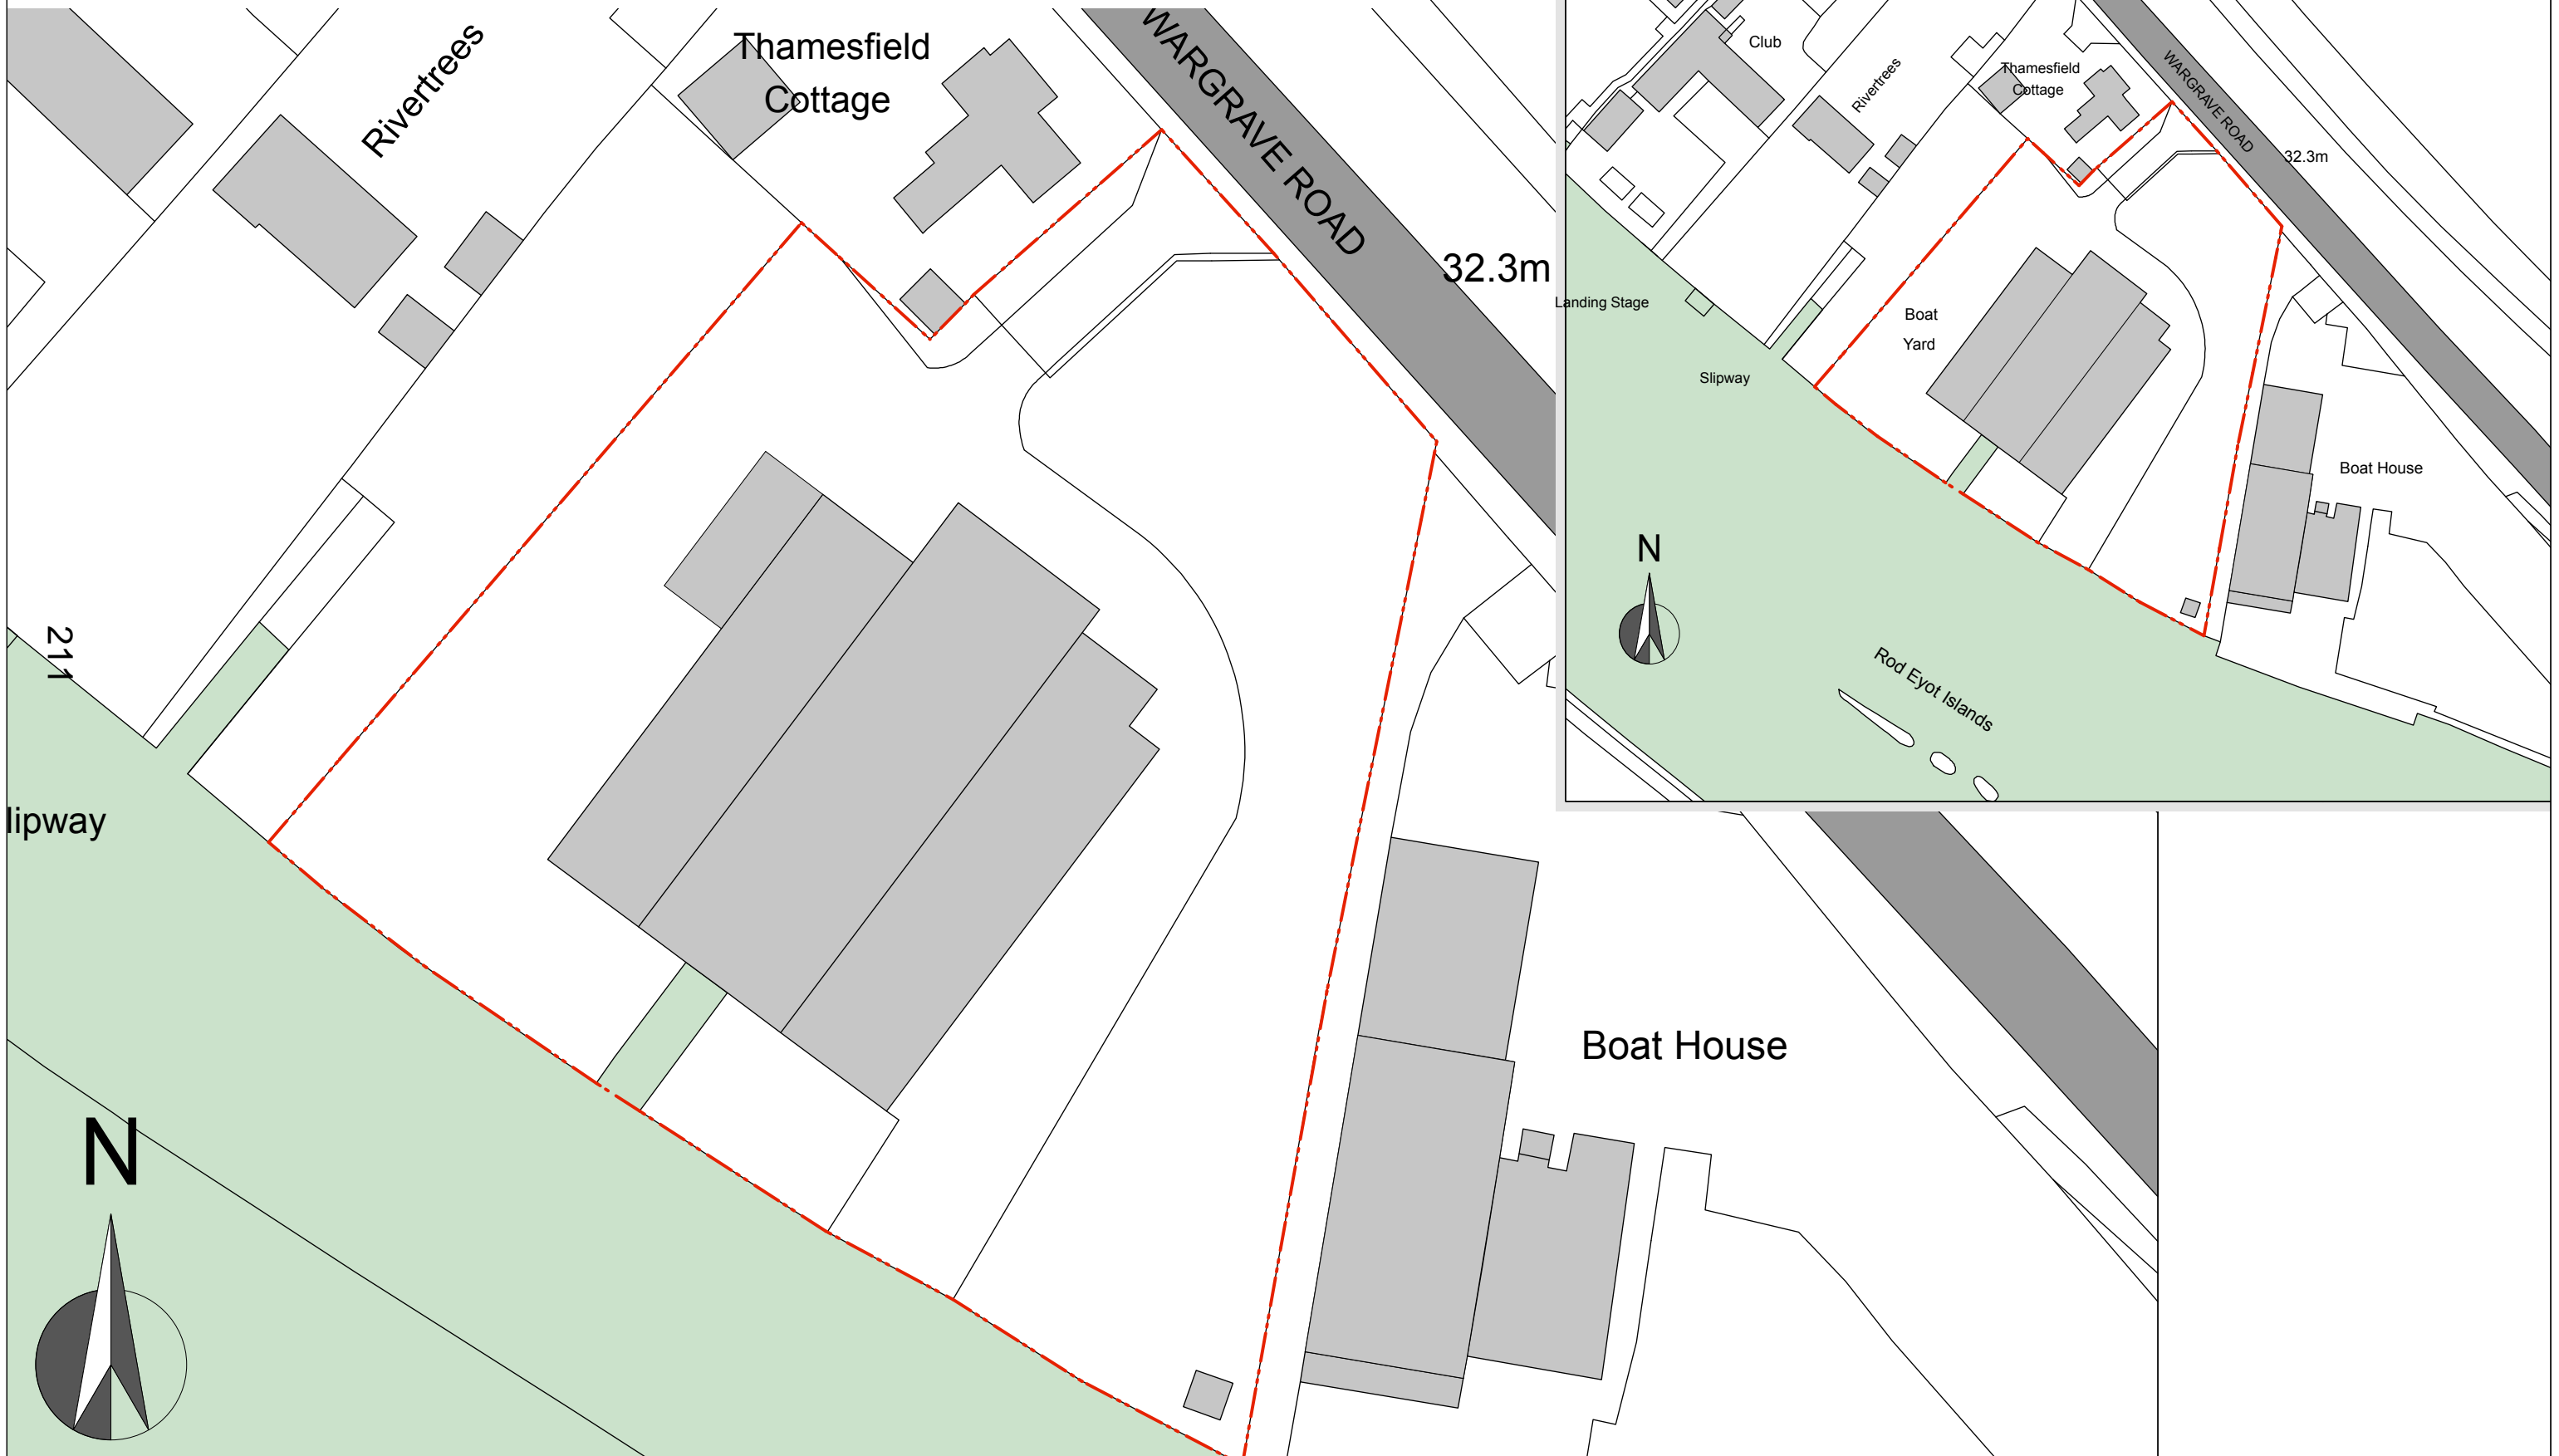 Rivertrees
Thamesfield
Cottage
WARGRAVE ROAD
32.3m
211
lipway
Boat House
N
Club
Rivertrees
Thamesfield
Cottage
WARGRAVE ROAD
32.3m
Landing Stage
Boat
Yard
Slipway
Boat House
N
Rod Eyot Islands